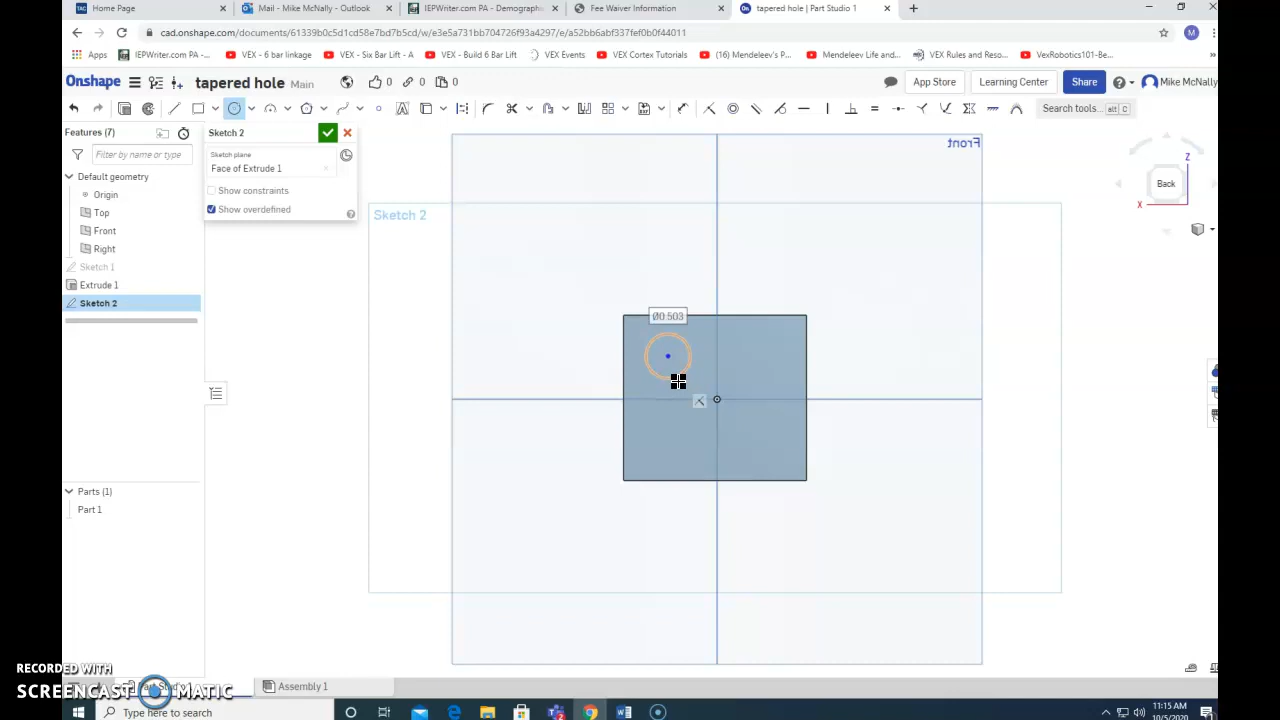 Home Page
Mail - Mike McNally - Outlook
IEPWriter.com PA - Demographi
Fee Waiver Information
tapered hole | Part Studio 1
cad.onshape.com/documents/61339b0c5d1cd58e7bd7b5cd/w/e3e5a731bb704726f93a4297/e/a52bb6abf337fef0b0f44011
M
Apps
IEPWriter.com PA -...
VEX - 6 bar linkage
VEX - Six Bar Lift - A
VEX - Build 6 Bar Lift
VEX Events
VEX Cortex Tutorials
Mendeleev's P...
Mendeleev Life and...
VEX Rules and Reso...
VexRobotics101-Be...
Onshape
tapered hole Main
0
0
0
App Store
Learning Center
Share
Mike McNally
Search tools... alt C
Features (7)
Filter by name or type
Default geometry
Origin
Top
Front
Right
Sketch 1
Extrude 1
Sketch 2
Sketch 2
Sketch plane
Face of Extrude 1
Show constraints
Show overdefined
Sketch 2
Front
Z
Back
X
Ø0.503
Parts (1)
Part 1
RECORDED WITH
SCREENCAST MATIC
Assembly 1
Type here to search
11:15 AM
10/5/2020